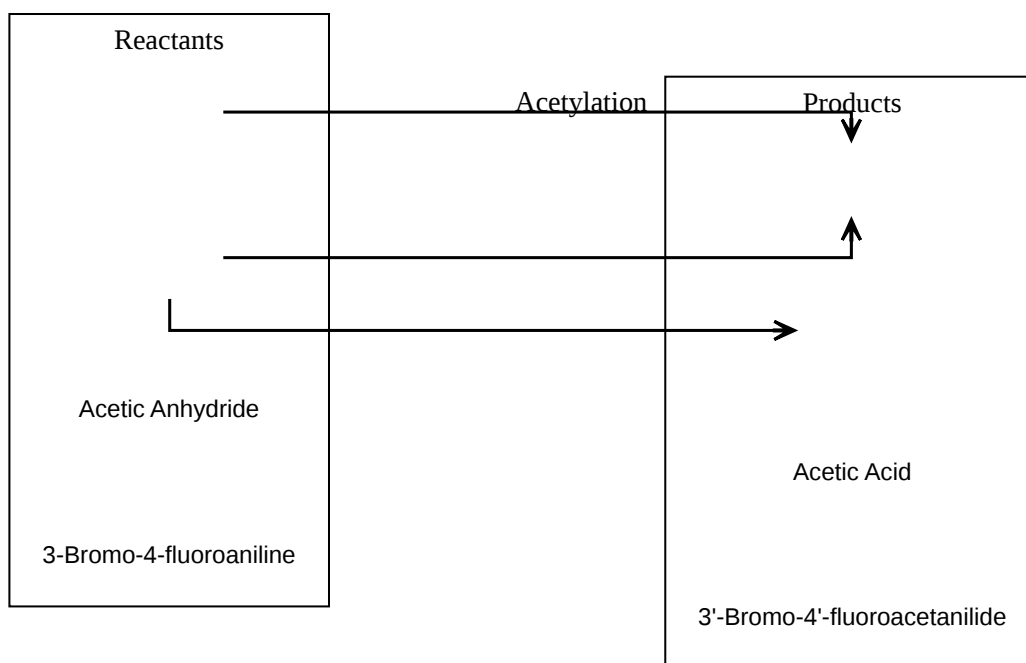 Reactants
Acetylation
Products
Acetic Anhydride
Acetic Acid
3-Bromo-4-fluoroaniline
3'-Bromo-4'-fluoroacetanilide